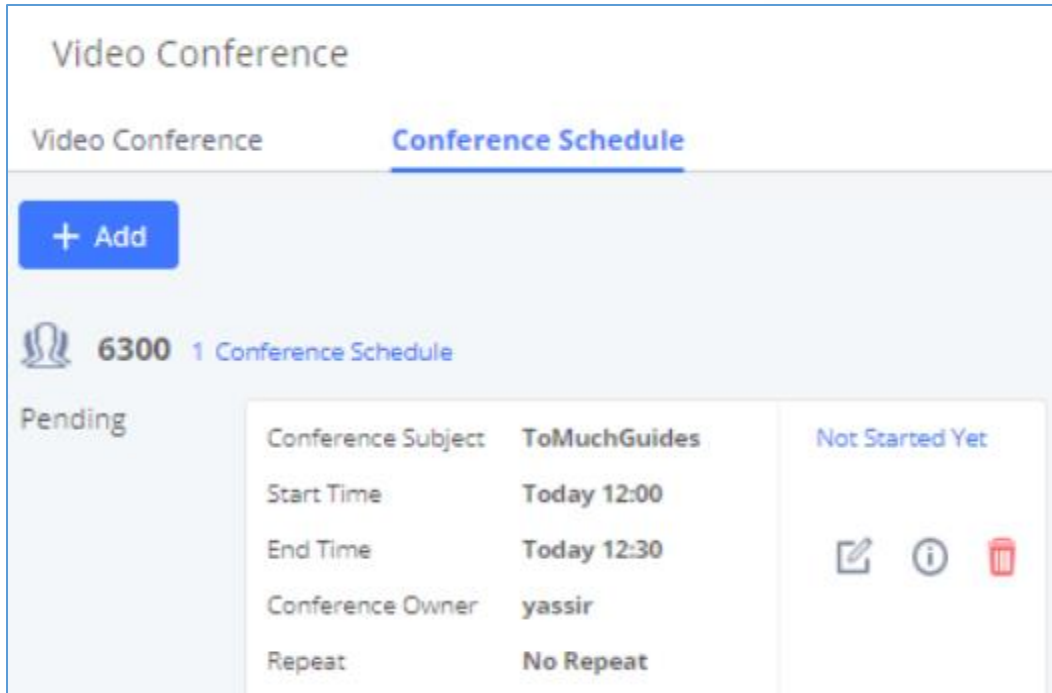 Video Conference
Video Conference Conference Schedule
+ Add
6300 1 Conference Schedule
Pending
Conference Subject ToMuchGuides Not Started Yet
Start Time Today 12:00
End Time Today 12:30
Conference Owner yassir
Repeat No Repeat